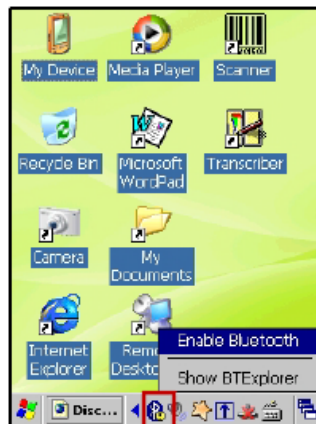 My Device Media Player Scanner
Recycle Bin Microsoft WordPad Transcriber
Camera My Documents
Internet Explorer
Enable Bluetooth
Show BTExplorer
Disc...